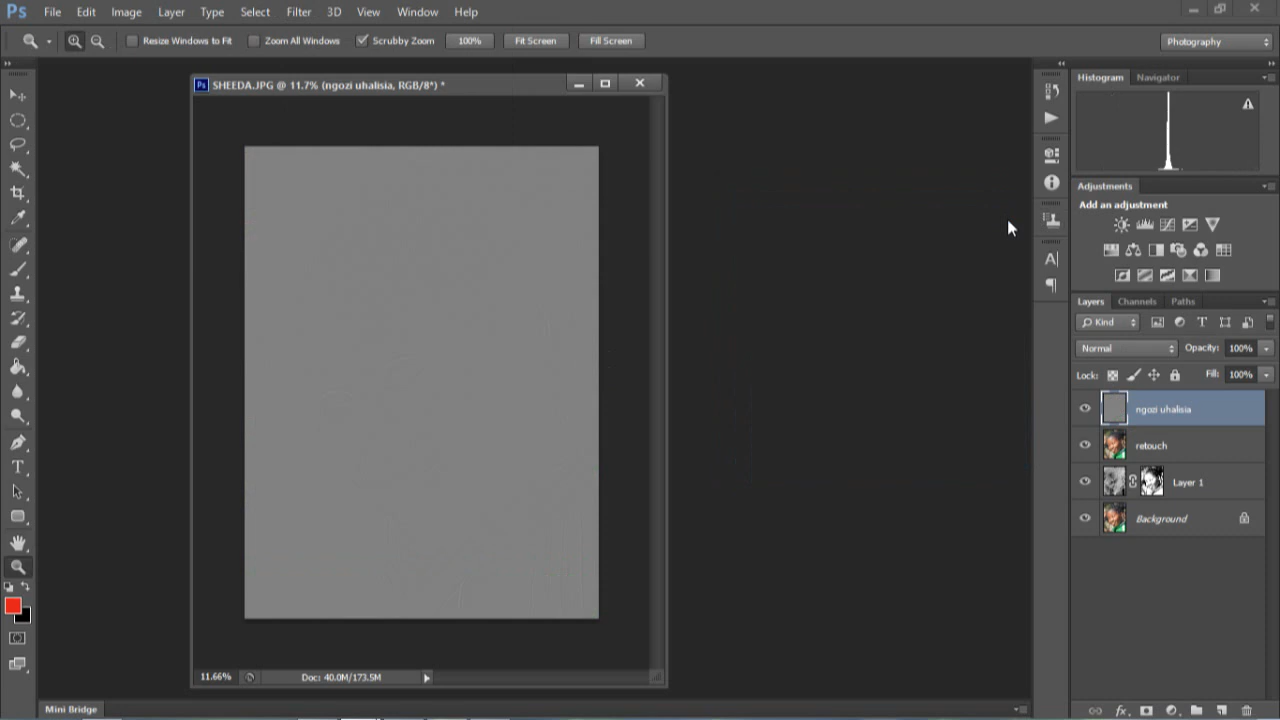 Ps File Edit Image Layer Type Select Filter 3D View Window Help
Resize Windows to Fit Zoom All Windows Scrubby Zoom 100% Fit Screen Fill Screen Photography
Ps SHEEDA.JPG @ 11.7% (ngozi uhalisia, RGB/8*) *
Histogram Navigator
Adjustments
Add an adjustment
Layers Channels Paths
Kind
Normal Opacity: 100%
Lock: Fill: 100%
ngozi uhalisia
retouch
Layer 1
Background
11.66% Doc: 40.0M/173.5M
Mini Bridge